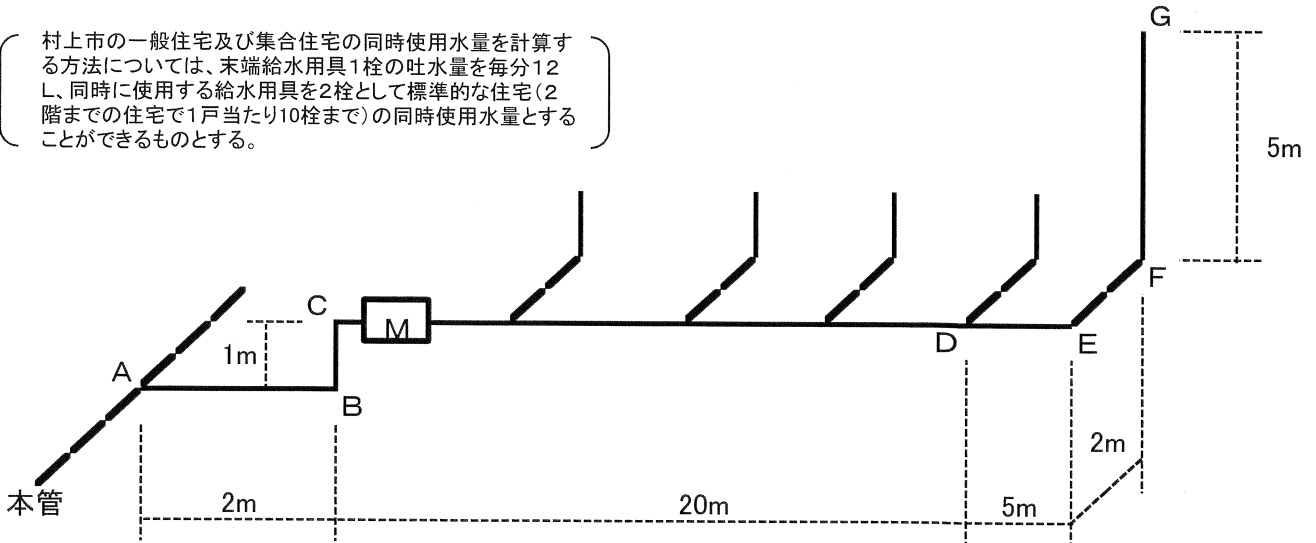 村上市の一般住宅及び集合住宅の同時使用水量を計算す
る方法については、末端給水用具1栓の吐水量を毎分12
L、同時に使用する給水用具を2栓として標準的な住宅(2
階までの住宅で1戸当たり10栓まで)の同時使用水量とする
ことができるものとする。
G
5m
F
C
M
1m
A
D
E
B
2m
本管
2m
20m
5m